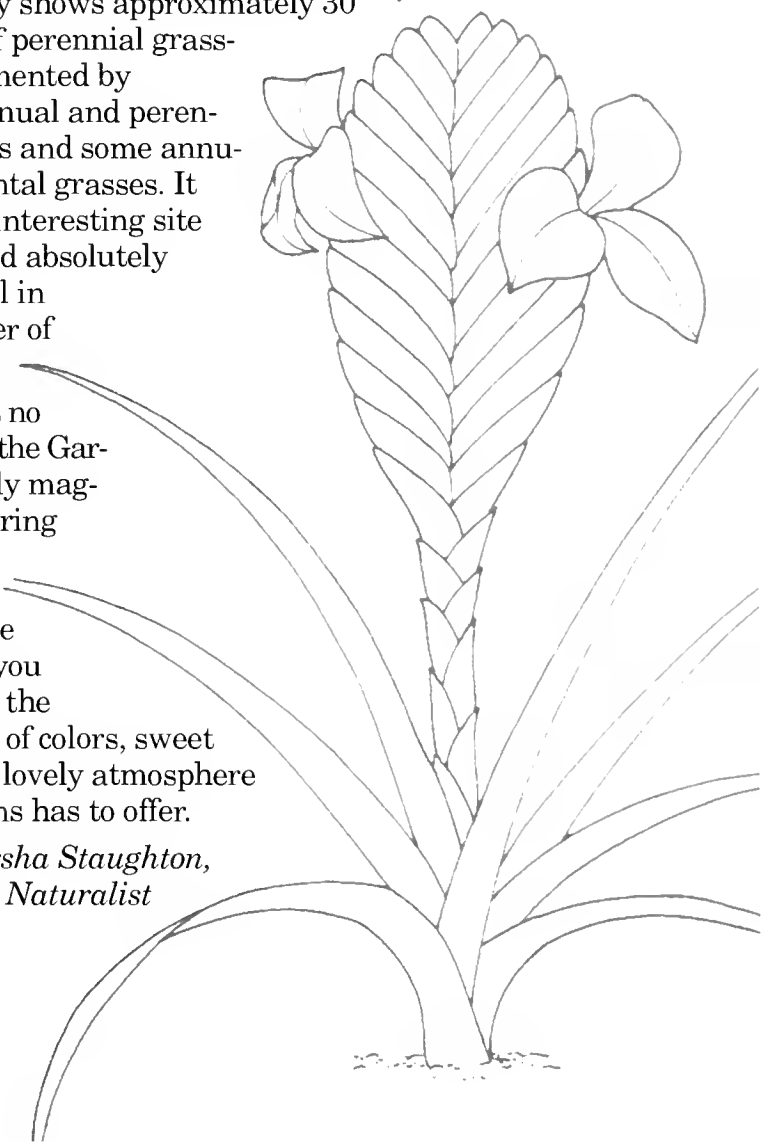 y shows approximately 30
f perennial grass-
mented by
nual and peren-
s and some annu-
ntal grasses. It
interesting site
d absolutely
l in
er of
no
the Gar-
ly mag-
ring
e
you
the
of colors, sweet
lovely atmosphere
ns has to offer.
sha Staughton,
Naturalist